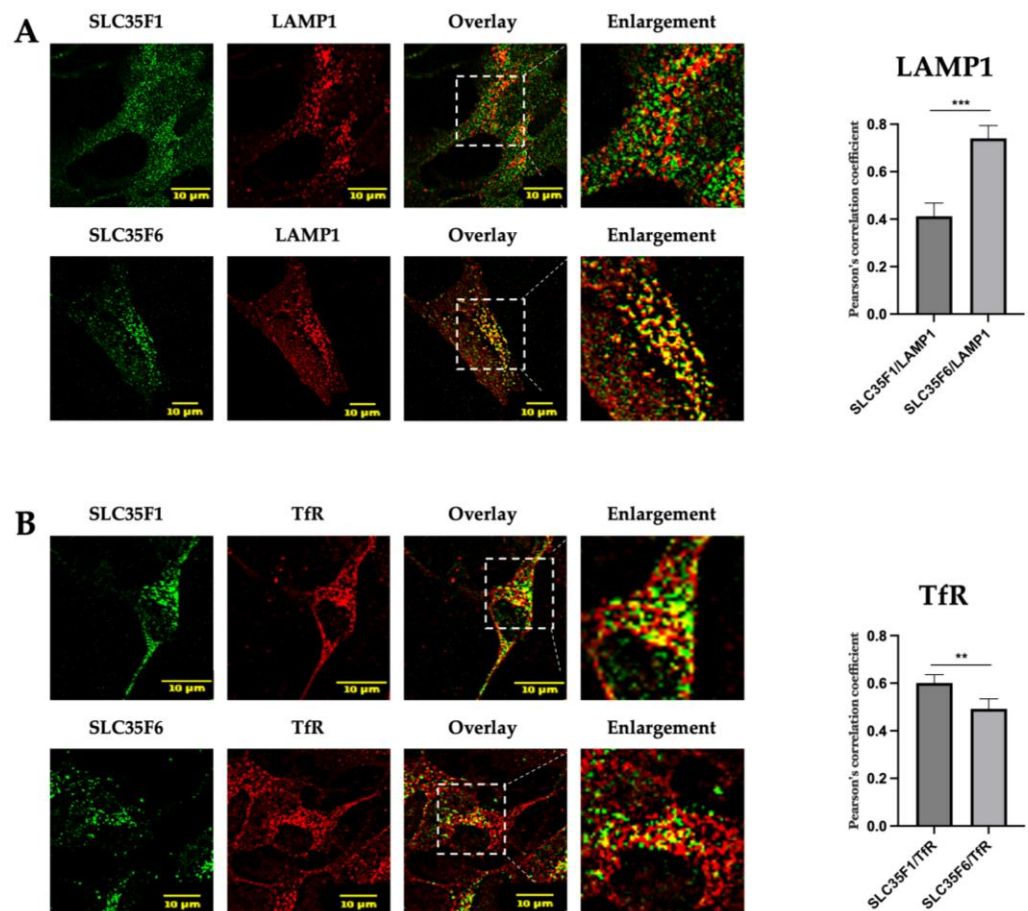 A
SLC35F1 LAMP1 Overlay Enlargement
10 µm 10 µm 10 µm
SLC35F6 LAMP1 Overlay Enlargement
10 µm 10 µm 10 µm
LAMP1
***
Pearson's correlation coefficient
0.8
0.6
0.4
0.2
0.0
SLC35F1/LAMP1
SLC35F6/LAMP1
B
SLC35F1 TfR Overlay Enlargement
10 µm 10 µm 10 µm
SLC35F6 TfR Overlay Enlargement
10 µm 10 µm 10 µm
TfR
**
Pearson's correlation coefficient
0.8
0.6
0.4
0.2
0.0
SLC35F1/TfR
SLC35F6/TfR